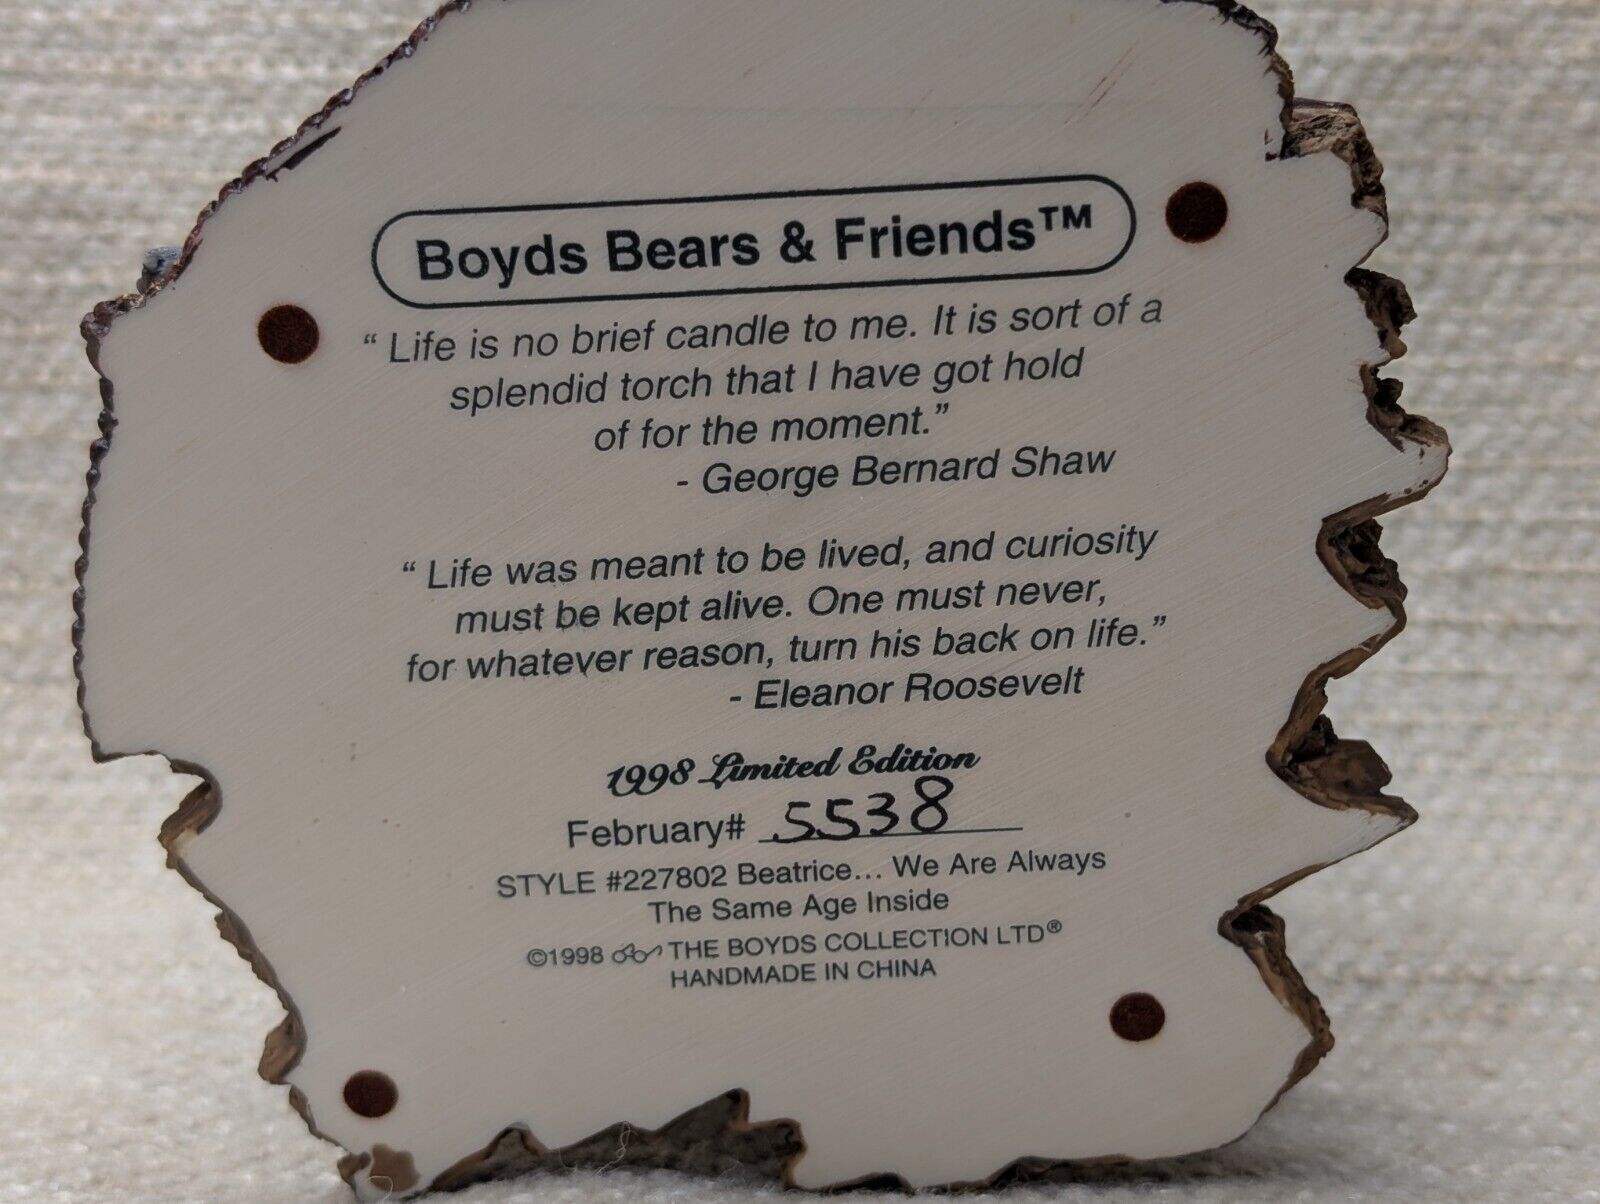 Boyds Bears & Friends™
“ Life is no brief candle to me. It is sort of a
splendid torch that I have got hold
of for the moment.”
- George Bernard Shaw
“ Life was meant to be lived, and curiosity
must be kept alive. One must never,
for whatever reason, turn his back on life.”
- Eleanor Roosevelt
1998 Limited Edition
February# 5538
STYLE #227802 Beatrice... We Are Always
The Same Age Inside
©1998 THE BOYDS COLLECTION LTD®
HANDMADE IN CHINA